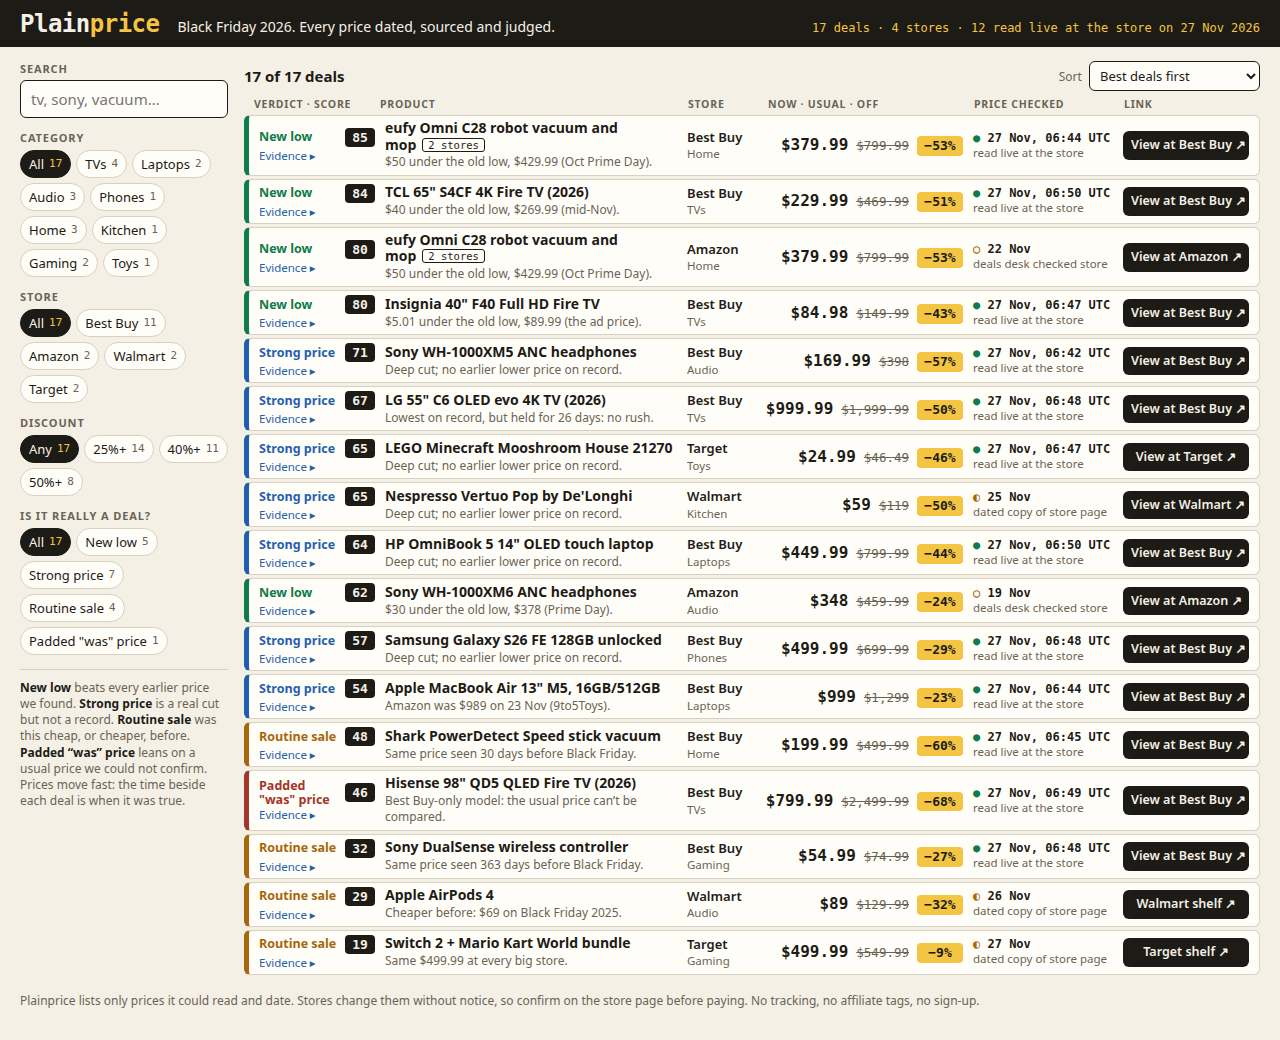 Plainprice Black Friday 2026. Every price dated, sourced and judged. 17 deals · 4 stores · 12 read live at the store on 27 Nov 2026
SEARCH
tv, sony, vacuum...
CATEGORY
All 17 TVs 4 Laptops 2
Audio 3 Phones 1
Home 3 Kitchen 1
Gaming 2 Toys 1
STORE
All 17 Best Buy 11
Amazon 2 Walmart 2
Target 2
DISCOUNT
Any 17 25%+ 14 40%+ 11
50%+ 8
IS IT REALLY A DEAL?
All 17 New low 5
Strong price 7
Routine sale 4
Padded "was" price 1
New low beats every earlier price
we found. Strong price is a real cut
but not a record. Routine sale was
this cheap, or cheaper, before.
Padded “was” price leans on a
usual price we could not confirm.
Prices move fast: the time beside
each deal is when it was true.
17 of 17 deals Sort Best deals first
VERDICT · SCORE PRODUCT STORE NOW · USUAL · OFF PRICE CHECKED LINK
New low 85 eufy Omni C28 robot vacuum and Best Buy $379.99 $799.99 −53% ● 27 Nov, 06:44 UTC View at Best Buy ↗
mop 2 stores
Evidence ▸ $50 under the old low, $429.99 (Oct Prime Day). Home read live at the store
New low 84 TCL 65" S4CF 4K Fire TV (2026) Best Buy $229.99 $469.99 −51% ● 27 Nov, 06:50 UTC View at Best Buy ↗
Evidence ▸ $40 under the old low, $269.99 (mid-Nov). TVs read live at the store
New low 80 eufy Omni C28 robot vacuum and Amazon $379.99 $799.99 −53% ○ 22 Nov View at Amazon ↗
mop 2 stores
Evidence ▸ $50 under the old low, $429.99 (Oct Prime Day). Home deals desk checked store
New low 80 Insignia 40" F40 Full HD Fire TV Best Buy $84.98 $149.99 −43% ● 27 Nov, 06:47 UTC View at Best Buy ↗
Evidence ▸ $5.01 under the old low, $89.99 (the ad price). TVs read live at the store
Strong price 71 Sony WH-1000XM5 ANC headphones Best Buy $169.99 $398 −57% ● 27 Nov, 06:42 UTC View at Best Buy ↗
Evidence ▸ Deep cut; no earlier lower price on record. Audio read live at the store
Strong price 67 LG 55" C6 OLED evo 4K TV (2026) Best Buy $999.99 $1,999.99 −50% ● 27 Nov, 06:48 UTC View at Best Buy ↗
Evidence ▸ Lowest on record, but held for 26 days: no rush. TVs read live at the store
Strong price 65 LEGO Minecraft Mooshroom House 21270 Target $24.99 $46.49 −46% ● 27 Nov, 06:47 UTC View at Target ↗
Evidence ▸ Deep cut; no earlier lower price on record. Toys read live at the store
Strong price 65 Nespresso Vertuo Pop by De'Longhi Walmart $59 $119 −50% ◐ 25 Nov View at Walmart ↗
Evidence ▸ Deep cut; no earlier lower price on record. Kitchen dated copy of store page
Strong price 64 HP OmniBook 5 14" OLED touch laptop Best Buy $449.99 $799.99 −44% ● 27 Nov, 06:50 UTC View at Best Buy ↗
Evidence ▸ Deep cut; no earlier lower price on record. Laptops read live at the store
New low 62 Sony WH-1000XM6 ANC headphones Amazon $348 $459.99 −24% ○ 19 Nov View at Amazon ↗
Evidence ▸ $30 under the old low, $378 (Prime Day). Audio deals desk checked store
Strong price 57 Samsung Galaxy S26 FE 128GB unlocked Best Buy $499.99 $699.99 −29% ● 27 Nov, 06:48 UTC View at Best Buy ↗
Evidence ▸ Deep cut; no earlier lower price on record. Phones read live at the store
Strong price 54 Apple MacBook Air 13" M5, 16GB/512GB Best Buy $999 $1,299 −23% ● 27 Nov, 06:44 UTC View at Best Buy ↗
Evidence ▸ Amazon was $989 on 23 Nov (9to5Toys). Laptops read live at the store
Routine sale 48 Shark PowerDetect Speed stick vacuum Best Buy $199.99 $499.99 −60% ● 27 Nov, 06:45 UTC View at Best Buy ↗
Evidence ▸ Same price seen 30 days before Black Friday. Home read live at the store
Padded "was" price 46 Hisense 98" QD5 QLED Fire TV (2026) Best Buy $799.99 $2,499.99 −68% ● 27 Nov, 06:49 UTC View at Best Buy ↗
Evidence ▸ Best Buy-only model: the usual price can’t be TVs read live at the store
compared.
Routine sale 32 Sony DualSense wireless controller Best Buy $54.99 $74.99 −27% ● 27 Nov, 06:48 UTC View at Best Buy ↗
Evidence ▸ Same price seen 363 days before Black Friday. Gaming read live at the store
Routine sale 29 Apple AirPods 4 Walmart $89 $129.99 −32% ◐ 26 Nov Walmart shelf ↗
Evidence ▸ Cheaper before: $69 on Black Friday 2025. Audio dated copy of store page
Routine sale 19 Switch 2 + Mario Kart World bundle Target $499.99 $549.99 −9% ◐ 27 Nov Target shelf ↗
Evidence ▸ Same $499.99 at every big store. Gaming dated copy of store page
Plainprice lists only prices it could read and date. Stores change them without notice, so confirm on the store page before paying. No tracking, no affiliate tags, no sign-up.